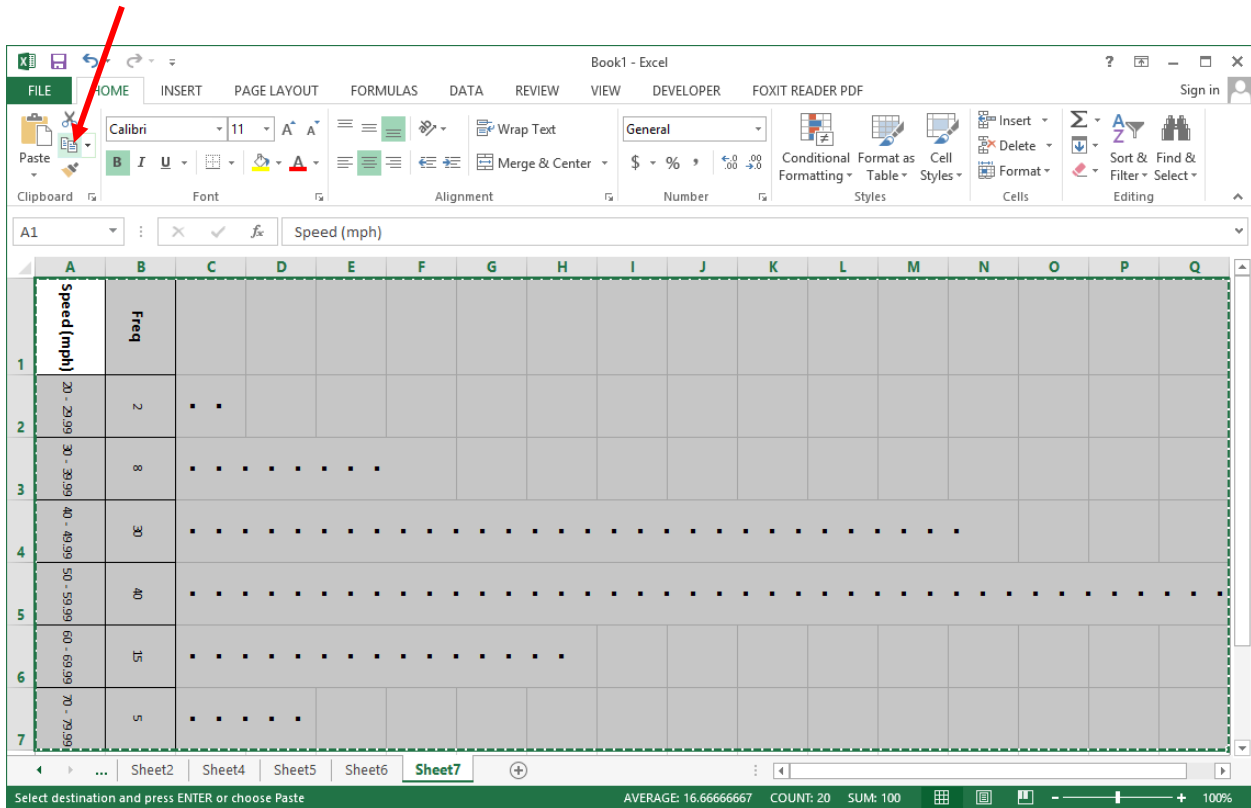 Book1 - Excel
?
FILE HOME INSERT PAGE LAYOUT FORMULAS DATA REVIEW VIEW DEVELOPER FOXIT READER PDF Sign in
Paste
Calibri 11 A A
B I U A
Wrap Text
Merge & Center
General
$ % , .0 .00 .00 .0
Conditional Formatting
Format as Table
Cell Styles
Insert
Delete
Format
Σ
Sort & Filter
Find & Select
Clipboard Font Alignment Number Styles Cells Editing
A1 fx Speed (mph)
A B C D E F G H I J K L M N O P Q
1 Speed (mph) Freq
2 20 - 29.99 2
3 30 - 39.99 8
4 40 - 49.99 30
5 50 - 59.99 40
6 60 - 69.99 15
7 70 - 79.99 5
... Sheet2 Sheet4 Sheet5 Sheet6 Sheet7
Select destination and press ENTER or choose Paste AVERAGE: 16.66666667 COUNT: 20 SUM: 100 100%